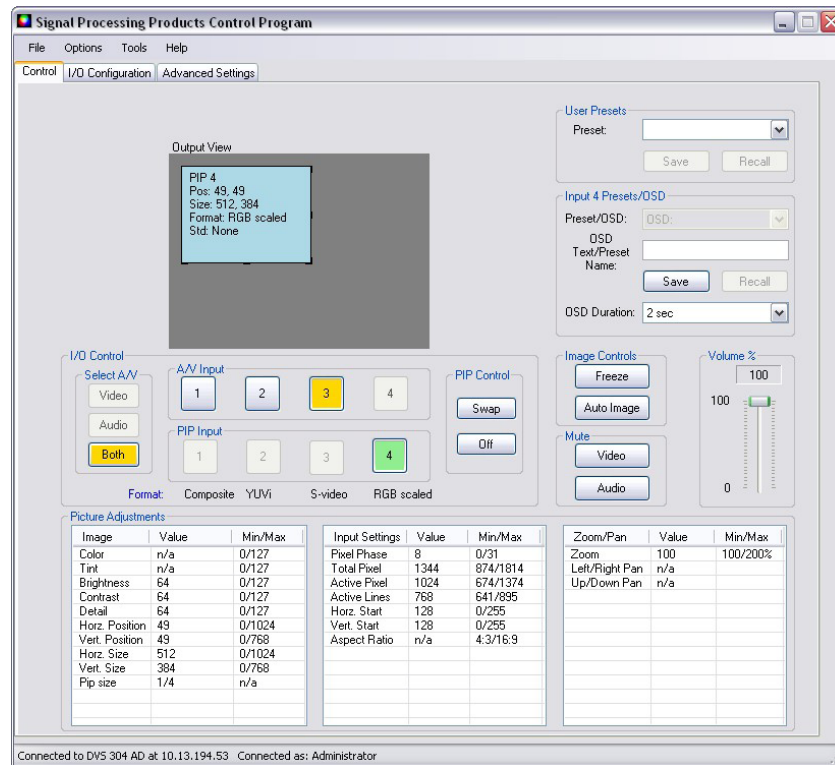 Signal Processing Products Control Program
File Options Tools Help
Control I/O Configuration Advanced Settings
Output View
PIP 4
Pos: 49, 49
Size: 512, 384
Format: RGB scaled
Std: None
User Presets
Preset:
Save Recall
Input 4 Presets/OSD
Preset/OSD: OSD:
OSD
Text/Preset
Name:
Save Recall
OSD Duration: 2 sec
I/O Control
Select A/V
Video
Audio
Both
A/V Input
1 2 3 4
PIP Input
1 2 3 4
Format: Composite YUVi S-video RGB scaled
PIP Control
Swap
Off
Image Controls
Freeze
Auto Image
Mute
Video
Audio
Volume %
100
100
0
Picture Adjustments
Image Value Min/Max
Color n/a 0/127
Tint n/a 0/127
Brightness 64 0/127
Contrast 64 0/127
Detail 64 0/127
Horz. Position 49 0/1024
Vert. Position 49 0/768
Horz. Size 512 0/1024
Vert. Size 384 0/768
Pip size 1/4 n/a
Input Settings Value Min/Max
Pixel Phase 8 0/31
Total Pixel 1344 874/1814
Active Pixel 1024 674/1374
Active Lines 768 641/895
Horz. Start 128 0/255
Vert. Start 128 0/255
Aspect Ratio n/a 4:3/16:9
Zoom/Pan Value Min/Max
Zoom 100 100/200%
Left/Right Pan n/a
Up/Down Pan n/a
Connected to DVS 304 AD at 10.13.194.53 Connected as: Administrator